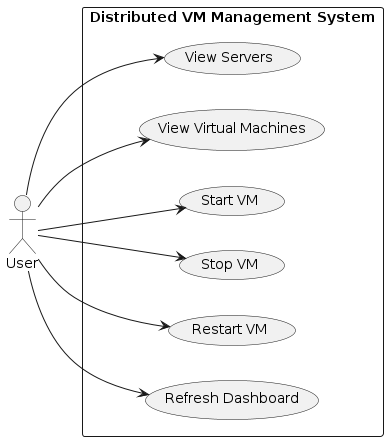 Distributed VM Management System
View Servers
View Virtual Machines
Start VM
Stop VM
User
Restart VM
Refresh Dashboard